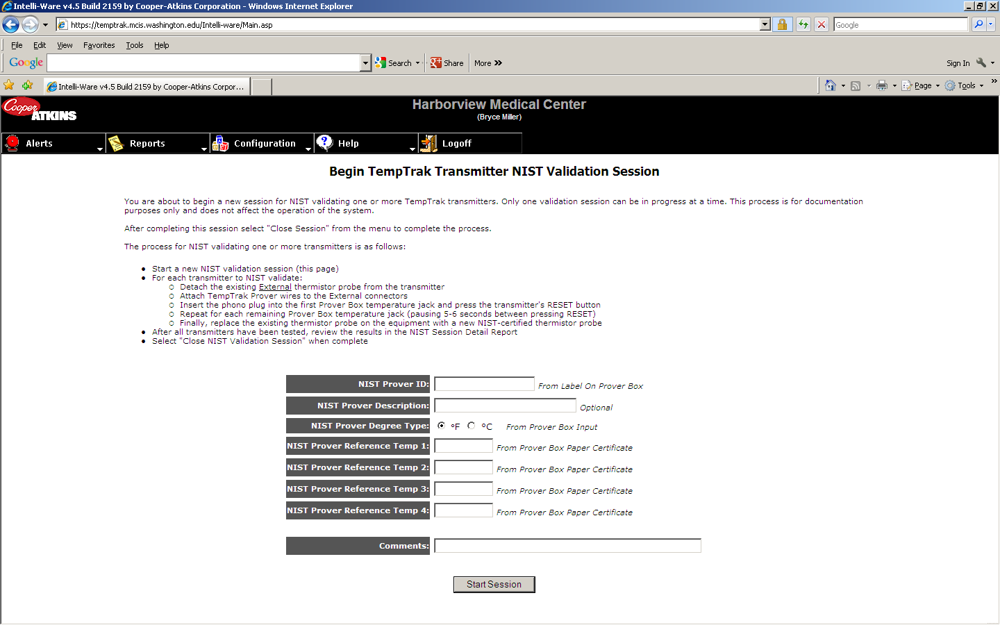 Intelli-Ware v4.5 Build 2159 by Cooper-Atkins Corporation - Windows Internet Explorer
https://temptrak.mcis.washington.edu/Intelli-ware/Main.asp
Google
File Edit View Favorites Tools Help
Google Search Share More Sign In
Intelli-Ware v4.5 Build 2159 by Cooper-Atkins Corpor... Page Tools
Cooper
ATKINS
Harborview Medical Center
(Bryce Miller)
Alerts Reports Configuration Help Logoff
Begin TempTrak Transmitter NIST Validation Session
You are about to begin a new session for NIST validating one or more TempTrak transmitters. Only one validation session can be in progress at a time. This process is for documentation
purposes only and does not affect the operation of the system.
After completing this session select "Close Session" from the menu to complete the process.
The process for NIST validating one or more transmitters is as follows:
Start a new NIST validation session (this page)
For each transmitter to NIST validate:
Detach the existing External thermistor probe from the transmitter
Attach TempTrak Prover wires to the External connectors
Insert the phono plug into the first Prover Box temperature jack and press the transmitter's RESET button
Repeat for each remaining Prover Box temperature jack (pausing 5-6 seconds between pressing RESET)
Finally, replace the existing thermistor probe on the equipment with a new NIST-certified thermistor probe
After all transmitters have been tested, review the results in the NIST Session Detail Report
Select "Close NIST Validation Session" when complete
NIST Prover ID: From Label On Prover Box
NIST Prover Description: Optional
NIST Prover Degree Type: °F °C From Prover Box Input
NIST Prover Reference Temp 1: From Prover Box Paper Certificate
NIST Prover Reference Temp 2: From Prover Box Paper Certificate
NIST Prover Reference Temp 3: From Prover Box Paper Certificate
NIST Prover Reference Temp 4: From Prover Box Paper Certificate
Comments:
Start Session